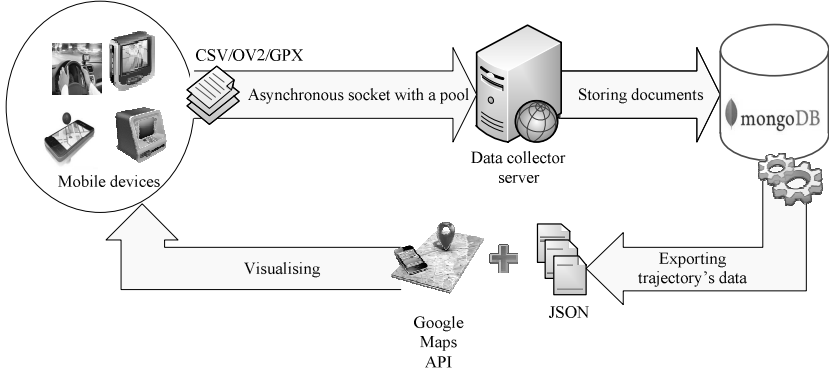 CSV/OV2/GPX
Asynchronous socket with a pool
Storing documents
mongoDB
Mobile devices
Data collector
server
Visualising
Exporting
trajectory's data
JSON
Google
Maps
API